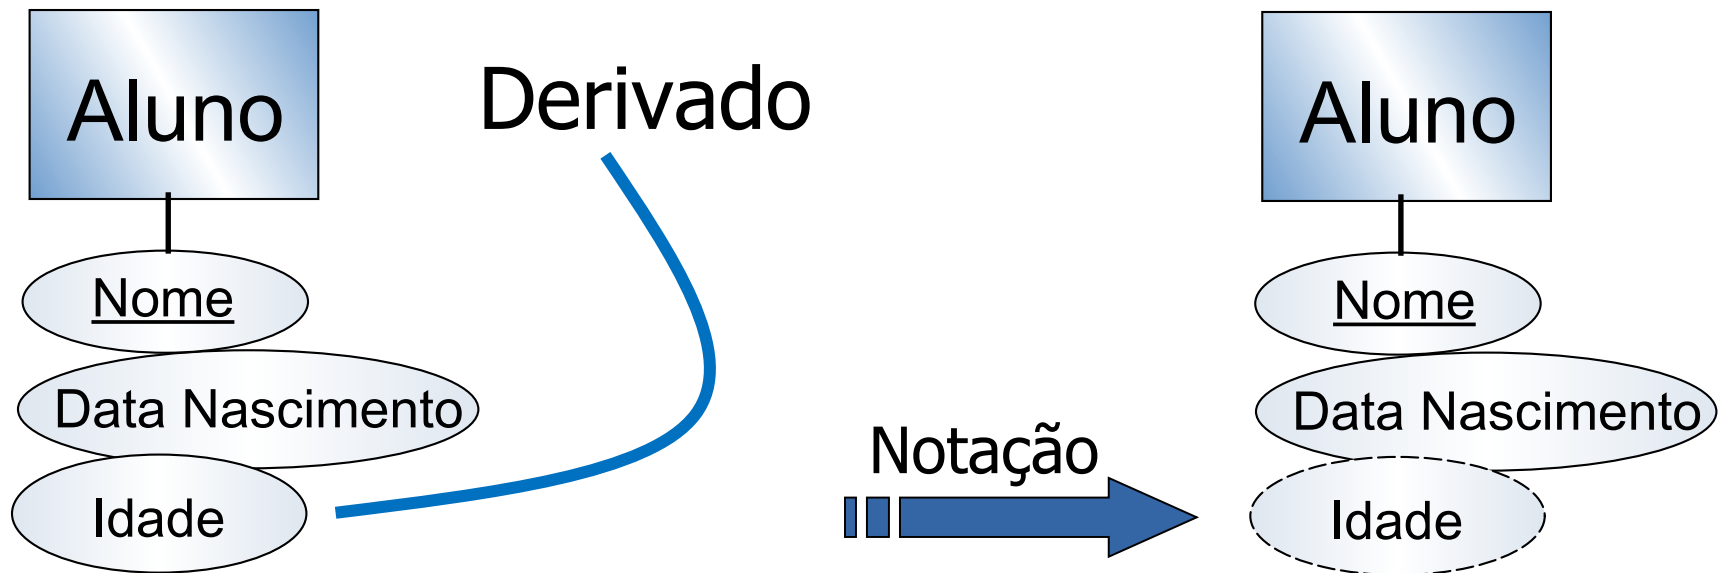 Aluno
Nome
Data Nascimento
Idade
Derivado
Notação
Aluno
Nome
Data Nascimento
Idade